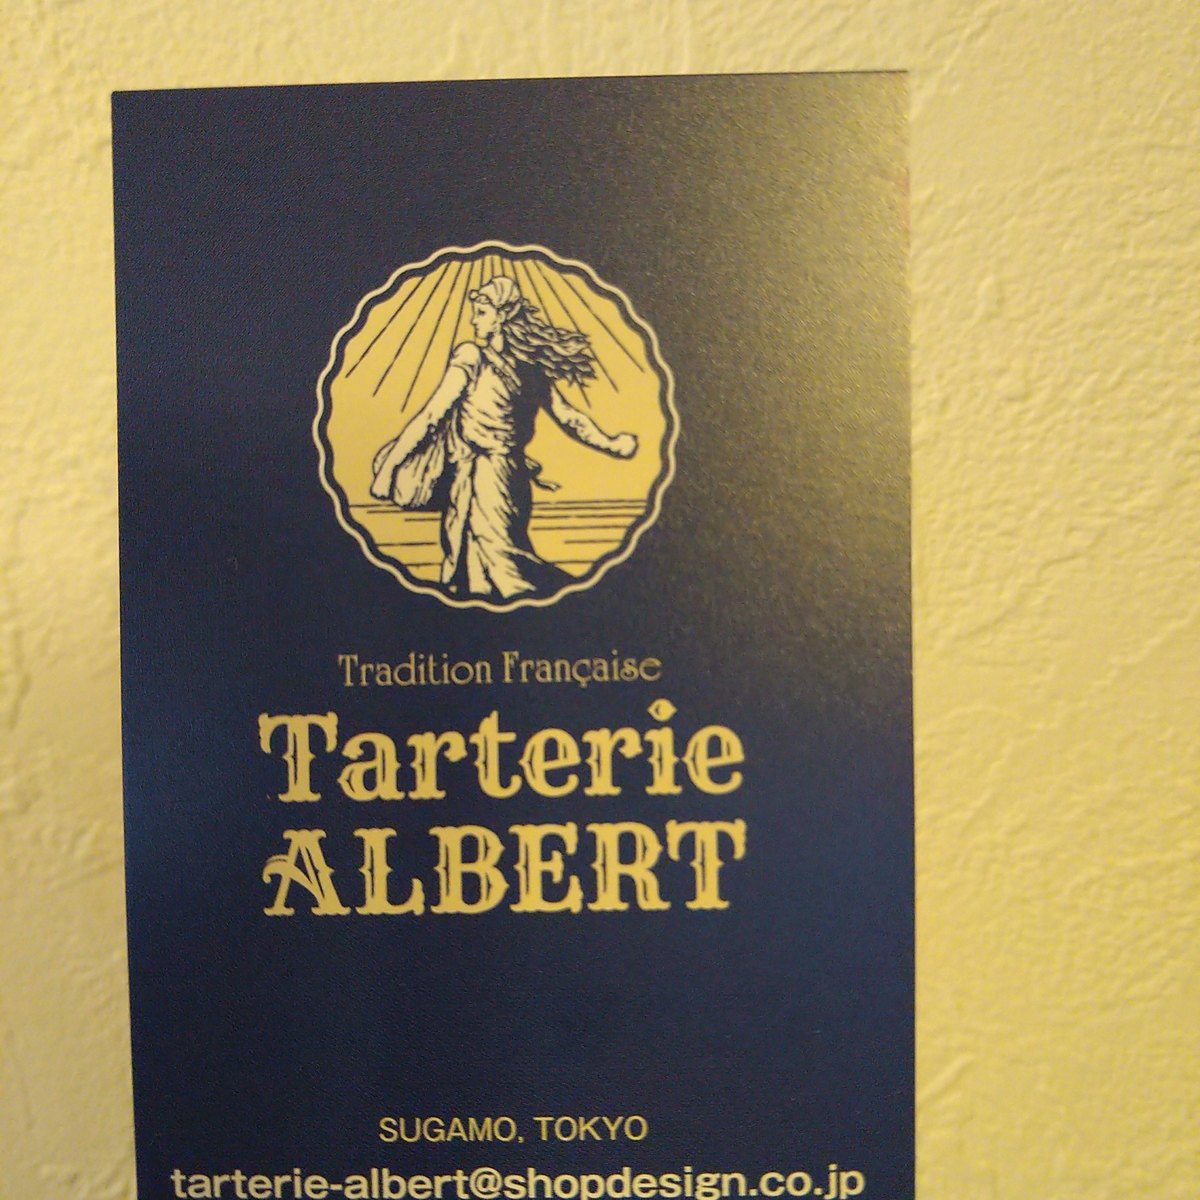 Tradition Française
Tarterie
ALBERT
SUGAMO, TOKYO
tarterie-albert@shopdesign.co.jp